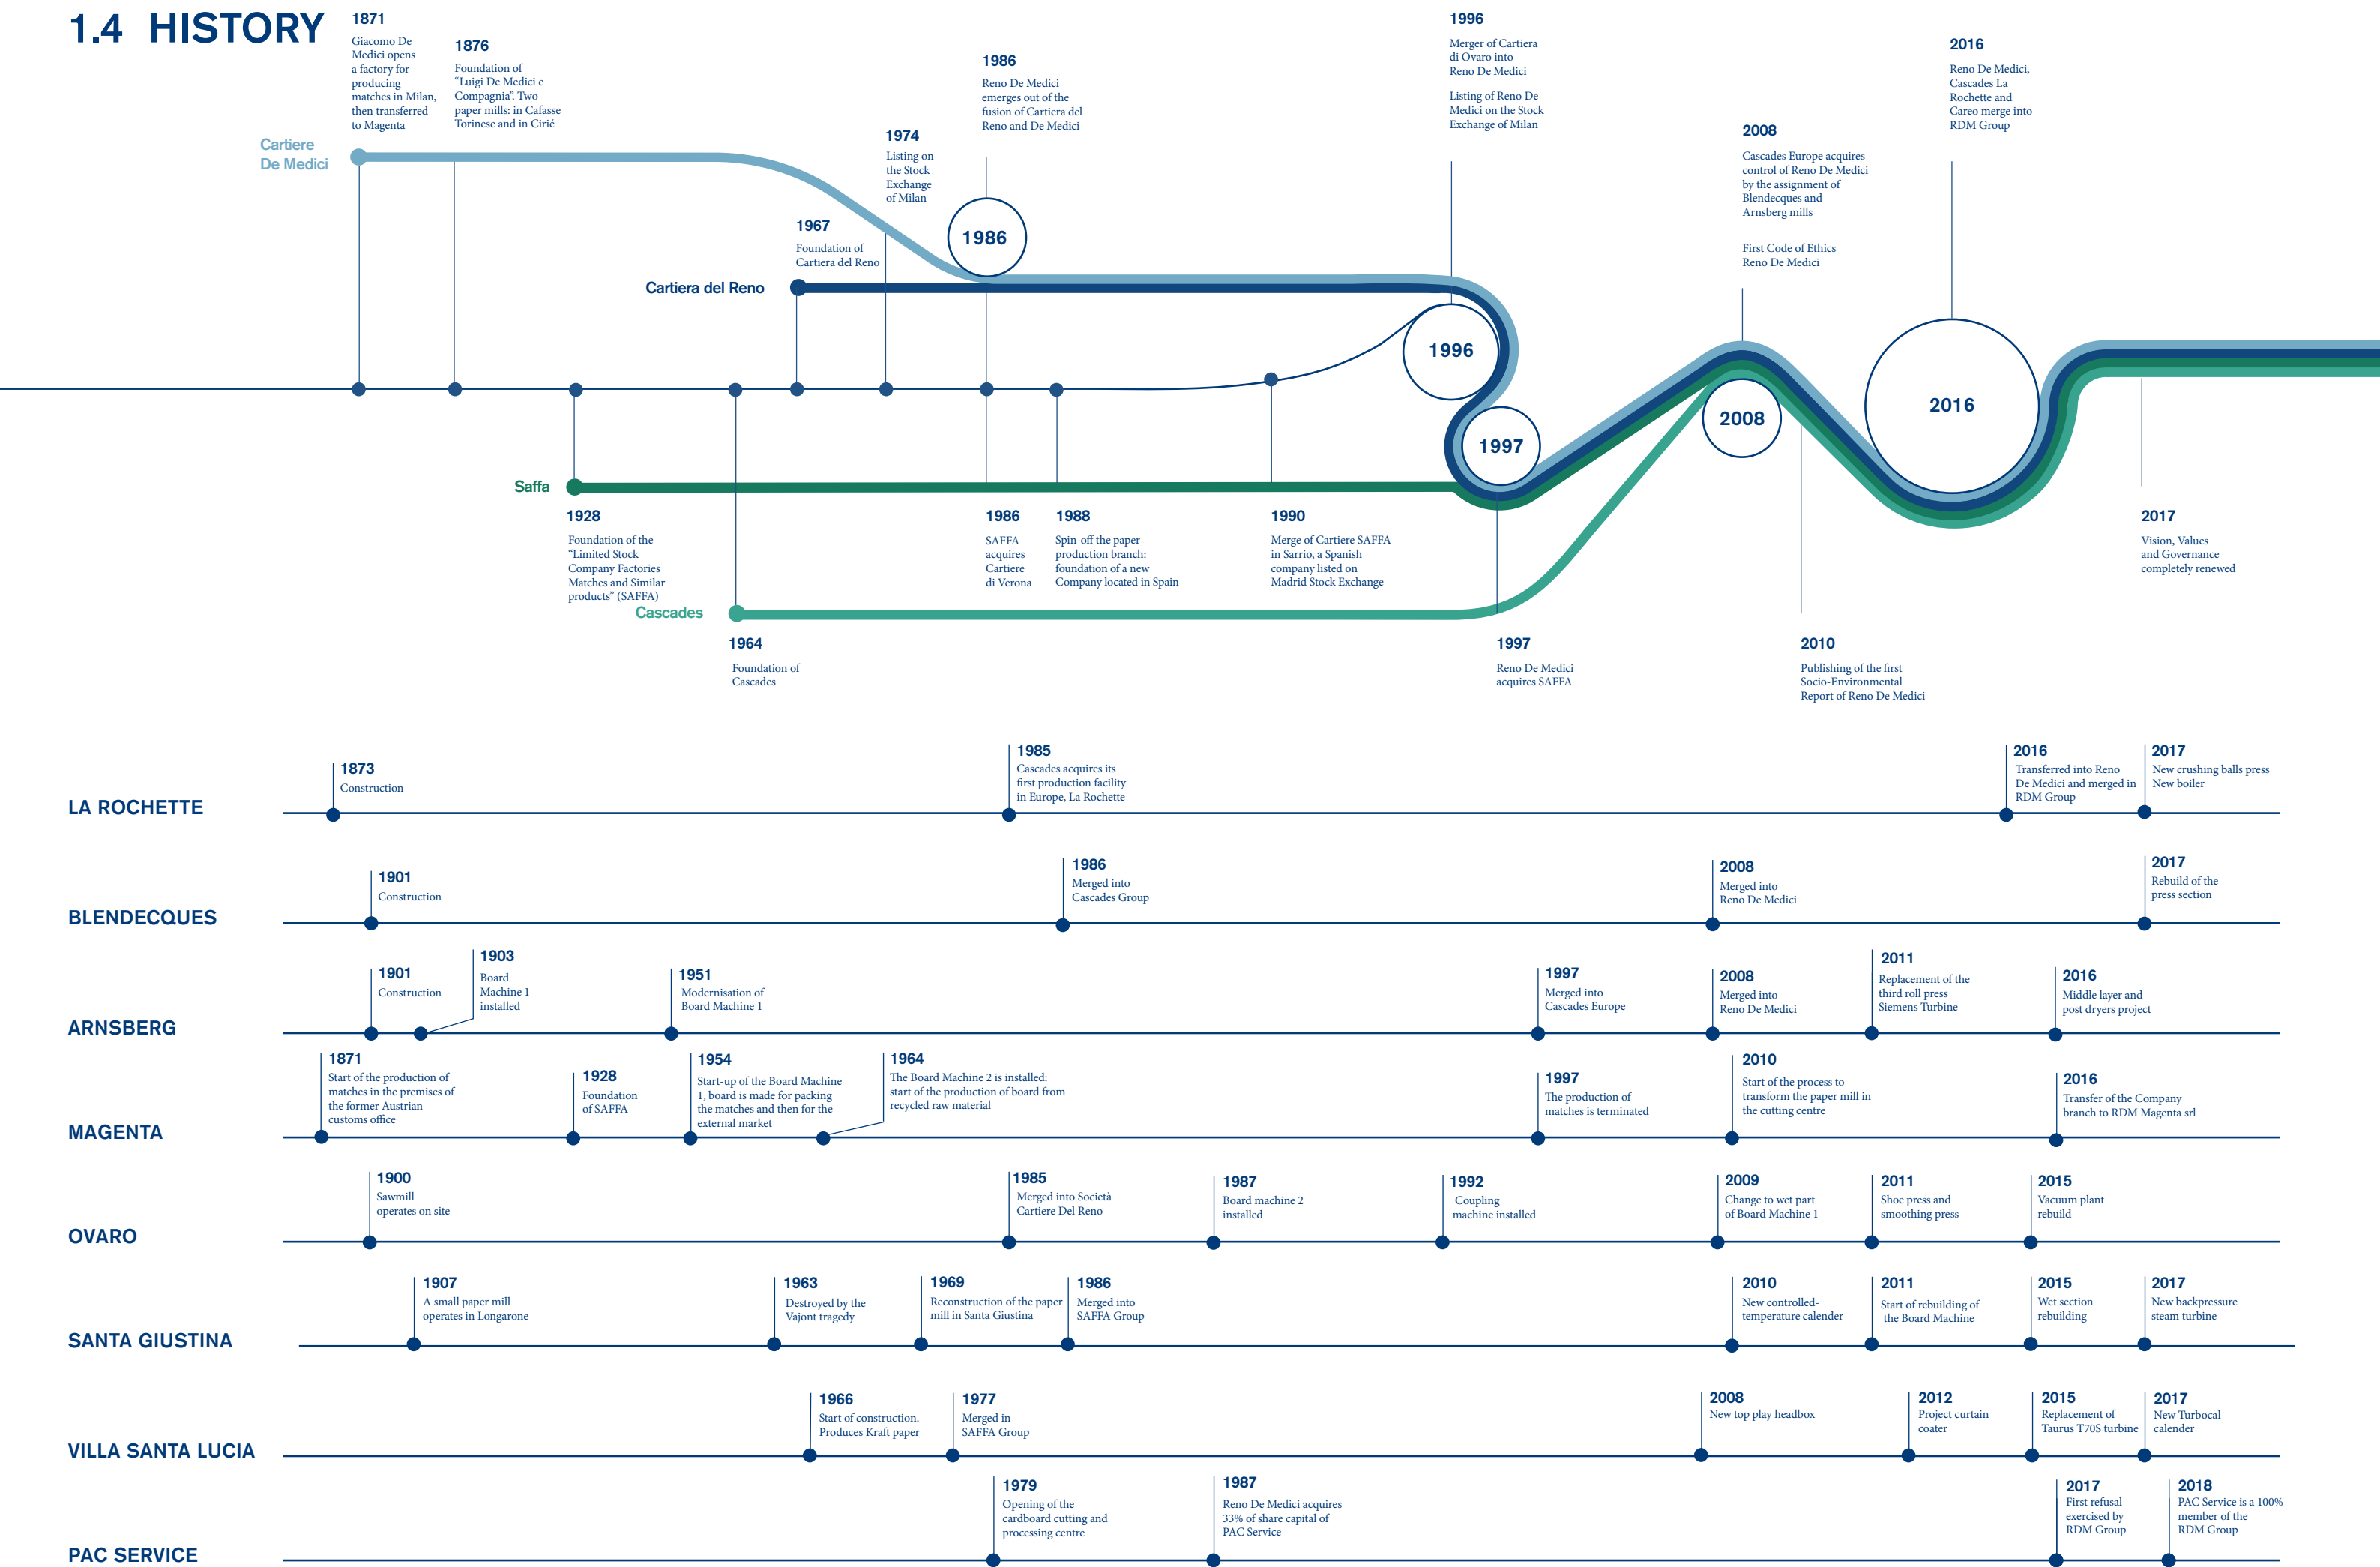 1.4 HISTORY
1871
Giacomo De
Medici opens
a factory for
producing
matches in Milan,
then transferred
to Magenta
1876
Foundation of
“Luigi De Medici e
Compagnia”. Two
paper mills: in Cafasse
Torinese and in Cirié
1974
Listing on
the Stock
Exchange
of Milan
1986
Reno De Medici
emerges out of the
fusion of Cartiera del
Reno and De Medici
1996
Merger of Cartiera
di Ovaro into
Reno De Medici
Listing of Reno De
Medici on the Stock
Exchange of Milan
2008
Cascades Europe acquires
control of Reno De Medici
by the assignment of
Blendecques and
Arnsberg mills
First Code of Ethics
Reno De Medici
2016
Reno De Medici,
Cascades La
Rochette and
Careo merge into
RDM Group
Cartiere
De Medici
1967
Foundation of
Cartiera del Reno
Cartiera del Reno
1986
1996
1997
2008
2016
Saffa
1928
Foundation of the
“Limited Stock
Company Factories
Matches and Similar
products” (SAFFA)
1986
SAFFA
acquires
Cartiere
di Verona
1988
Spin-off the paper
production branch:
foundation of a new
Company located in Spain
1990
Merge of Cartiere SAFFA
in Sarrio, a Spanish
company listed on
Madrid Stock Exchange
2017
Vision, Values
and Governance
completely renewed
Cascades
1964
Foundation of
Cascades
1997
Reno De Medici
acquires SAFFA
2010
Publishing of the first
Socio-Environmental
Report of Reno De Medici
LA ROCHETTE
1873
Construction
1985
Cascades acquires its
first production facility
in Europe, La Rochette
2016
Transferred into Reno
De Medici and merged in
RDM Group
2017
New crushing balls press
New boiler
BLENDECQUES
1901
Construction
1986
Merged into
Cascades Group
2008
Merged into
Reno De Medici
2017
Rebuild of the
press section
ARNSBERG
1901
Construction
1903
Board
Machine 1
installed
1951
Modernisation of
Board Machine 1
1997
Merged into
Cascades Europe
2008
Merged into
Reno De Medici
2011
Replacement of the
third roll press
Siemens Turbine
2016
Middle layer and
post dryers project
MAGENTA
1871
Start of the production of
matches in the premises of
the former Austrian
customs office
1928
Foundation
of SAFFA
1954
Start-up of the Board Machine
1, board is made for packing
the matches and then for the
external market
1964
The Board Machine 2 is installed:
start of the production of board from
recycled raw material
1997
The production of
matches is terminated
2010
Start of the process to
transform the paper mill in
the cutting centre
2016
Transfer of the Company
branch to RDM Magenta srl
OVARO
1900
Sawmill
operates on site
1985
Merged into Società
Cartiere Del Reno
1987
Board machine 2
installed
1992
Coupling
machine installed
2009
Change to wet part
of Board Machine 1
2011
Shoe press and
smoothing press
2015
Vacuum plant
rebuild
SANTA GIUSTINA
1907
A small paper mill
operates in Longarone
1963
Destroyed by the
Vajont tragedy
1969
Reconstruction of the paper
mill in Santa Giustina
1986
Merged into
SAFFA Group
2010
New controlled-
temperature calender
2011
Start of rebuilding of
the Board Machine
2015
Wet section
rebuilding
2017
New backpressure
steam turbine
VILLA SANTA LUCIA
1966
Start of construction.
Produces Kraft paper
1977
Merged in
SAFFA Group
2008
New top play headbox
2012
Project curtain
coater
2015
Replacement of
Taurus T70S turbine
2017
New Turbocal
calender
PAC SERVICE
1979
Opening of the
cardboard cutting and
processing centre
1987
Reno De Medici acquires
33% of share capital of
PAC Service
2017
First refusal
exercised by
RDM Group
2018
PAC Service is a 100%
member of the
RDM Group